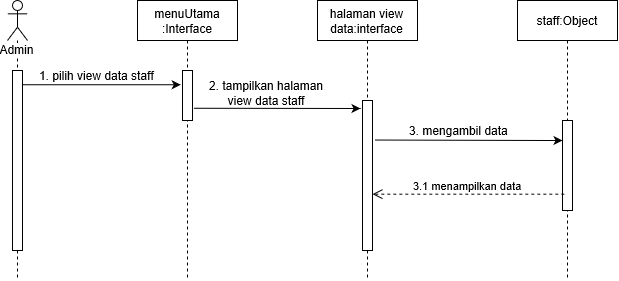 menuUtama
:Interface
halaman view
data:interface
staff:Object
Admin
1. pilih view data staff
2. tampilkan halaman
view data staff
3. mengambil data
3.1 menampilkan data